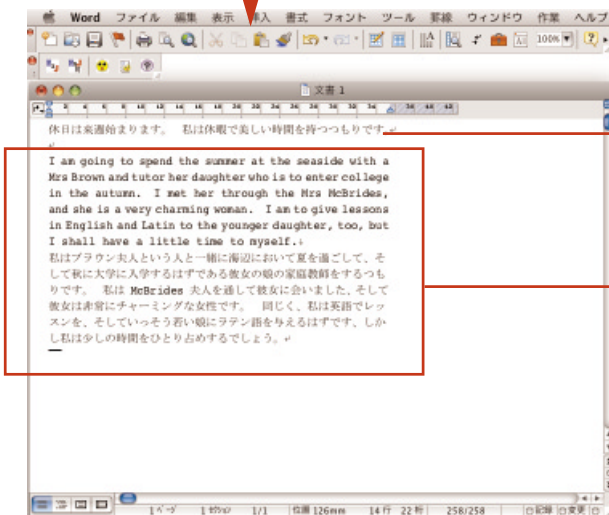 Word ファイル 編集 表示 挿入 書式 フォント ツール 罫線 ウィンドウ 作業 ヘルプ
100%
文書 1
休日は来週始まります。 私は休暇で美しい時間を持つつもりです。
I am going to spend the summer at the seaside with a
Mrs Brown and tutor her daughter who is to enter college
in the autumn. I met her through the Mrs McBrides,
and she is a very charming woman. I am to give lessons
in English and Latin to the younger daughter, too, but
I shall have a little time to myself.
私はブラウン夫人という人と一緒に海辺において夏を過ごして、そ
して秋に大学に入学するはずである彼女の娘の家庭教師をするつも
りです。 私は McBrides 夫人を通して彼女に会いました、そして
彼女は非常にチャーミングな女性です。 同じく、私は英語でレッ
スンを、そしていっそう若い娘にラテン語を与えるはずです、しか
し私は少しの時間をひとり占めするでしょう。
1 ページ 1 セクション 1/1 位置 126mm 14 行 22 桁 258/258 記録 変更